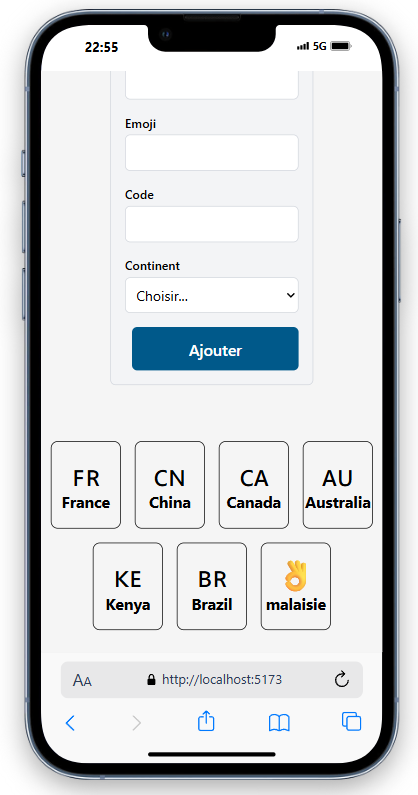 22:55
5G
Emoji
Code
Continent
Choisir...
Ajouter
FR CN CA AU
France China Canada Australia
KE BR 👌
Kenya Brazil malaisie
AA http://localhost:5173